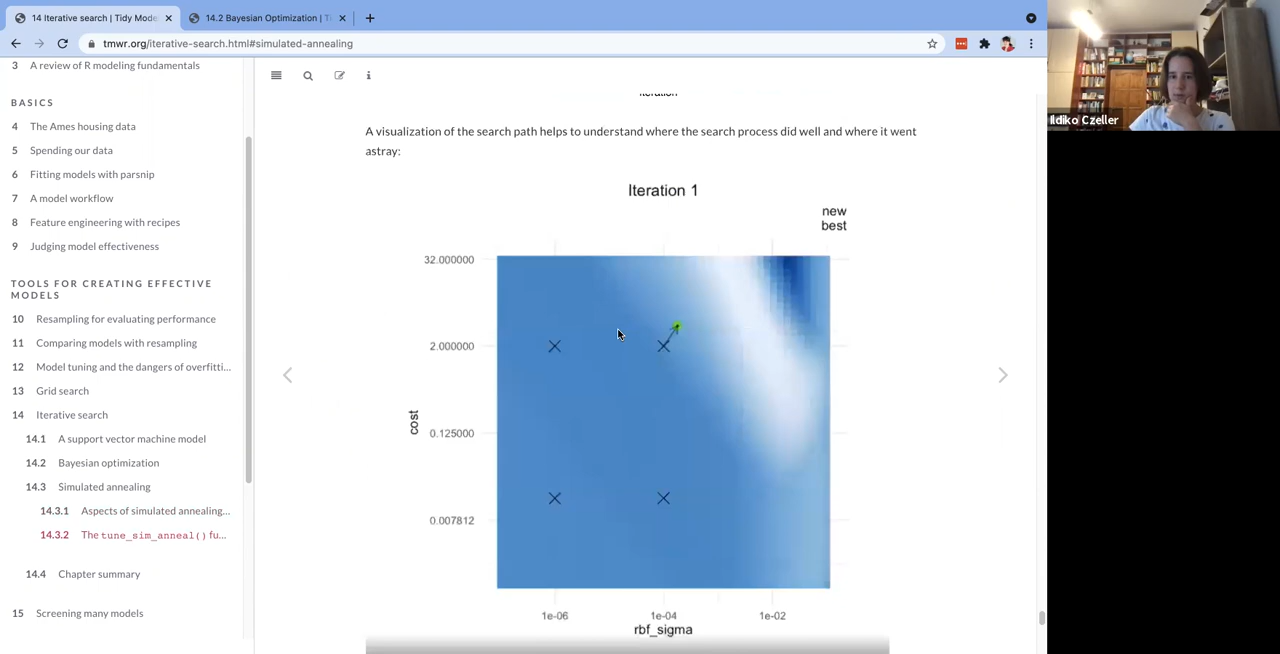 14 Iterative search | Tidy Mode
14.2 Bayesian Optimization | Ti
tmwr.org/iterative-search.html#simulated-annealing
3 A review of R modeling fundamentals
BASICS
4 The Ames housing data
5 Spending our data
6 Fitting models with parsnip
7 A model workflow
8 Feature engineering with recipes
9 Judging model effectiveness
TOOLS FOR CREATING EFFECTIVE
MODELS
10 Resampling for evaluating performance
11 Comparing models with resampling
12 Model tuning and the dangers of overfitti...
13 Grid search
14 Iterative search
14.1 A support vector machine model
14.2 Bayesian optimization
14.3 Simulated annealing
14.3.1 Aspects of simulated annealing...
14.3.2 The tune_sim_anneal() fu...
14.4 Chapter summary
15 Screening many models
iteration
A visualization of the search path helps to understand where the search process did well and where it went
astray:
Iteration 1
new
best
32.000000
2.000000
0.125000
0.007812
cost
1e-06
1e-04
1e-02
rbf_sigma
Ildiko Czeller